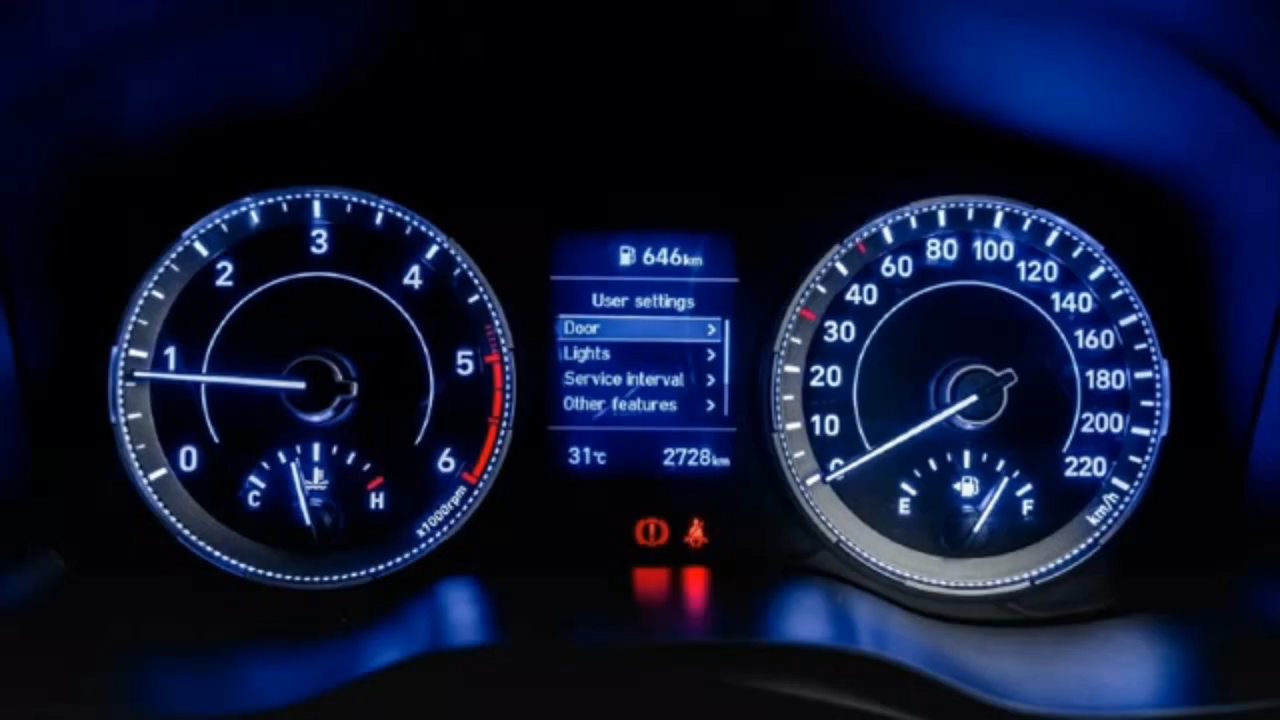 0
1
2
3
4
5
6
x1000rpm
C
H
646km
User settings
Door
Lights
Service interval
Other features
31℃
2728km
0
10
20
30
40
60
80
100
120
140
160
180
200
220
km/h
E
F